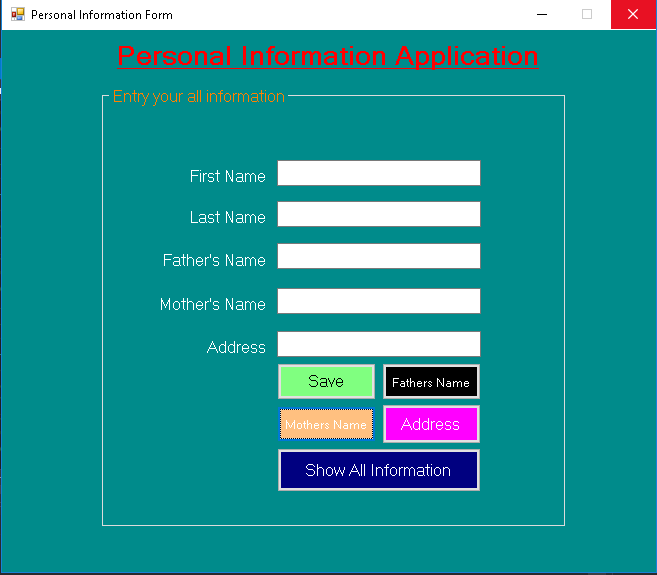 Personal Information Form
Personal Information Application
Entry your all information
First Name
Last Name
Father's Name
Mother's Name
Address
Save
Fathers Name
Mothers Name
Address
Show All Information